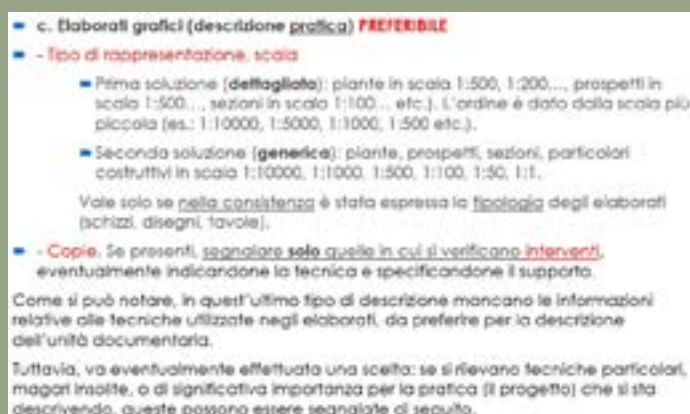 c. Elaborati grafici (descrizione pratica) PREFERIBILE
- Tipo di rappresentazione, scala
Prima soluzione (dettagliata): piante in scala 1:500, 1:200,..., prospetti in
scala 1:500..., sezioni in scala 1:100... etc.). L'ordine è dato dalla scala più
piccola (es.: 1:10000, 1:5000, 1:1000, 1:500 etc.).
Seconda soluzione (generica): piante, prospetti, sezioni, particolari
costruttivi in scala 1:10000, 1:1000, 1:500, 1:100, 1:50, 1:1.
Vale solo se nella consistenza è stata espressa la tipologia degli elaborati
(schizzi, disegni, tavole).
- Copie. Se presenti, segnalare solo quelle in cui si verificano interventi,
eventualmente indicandone la tecnica e specificandone il supporto.
Come si può notare, in quest'ultimo tipo di descrizione mancano le informazioni
relative alle tecniche utilizzate negli elaborati, da preferire per la descrizione
dell'unità documentaria.
Tuttavia, va eventualmente effettuata una scelta: se si rilevano tecniche particolari,
magari insolite, o di significativa importanza per la pratica (il progetto) che si sta
descrivendo, queste possono essere segnalate di seguito.